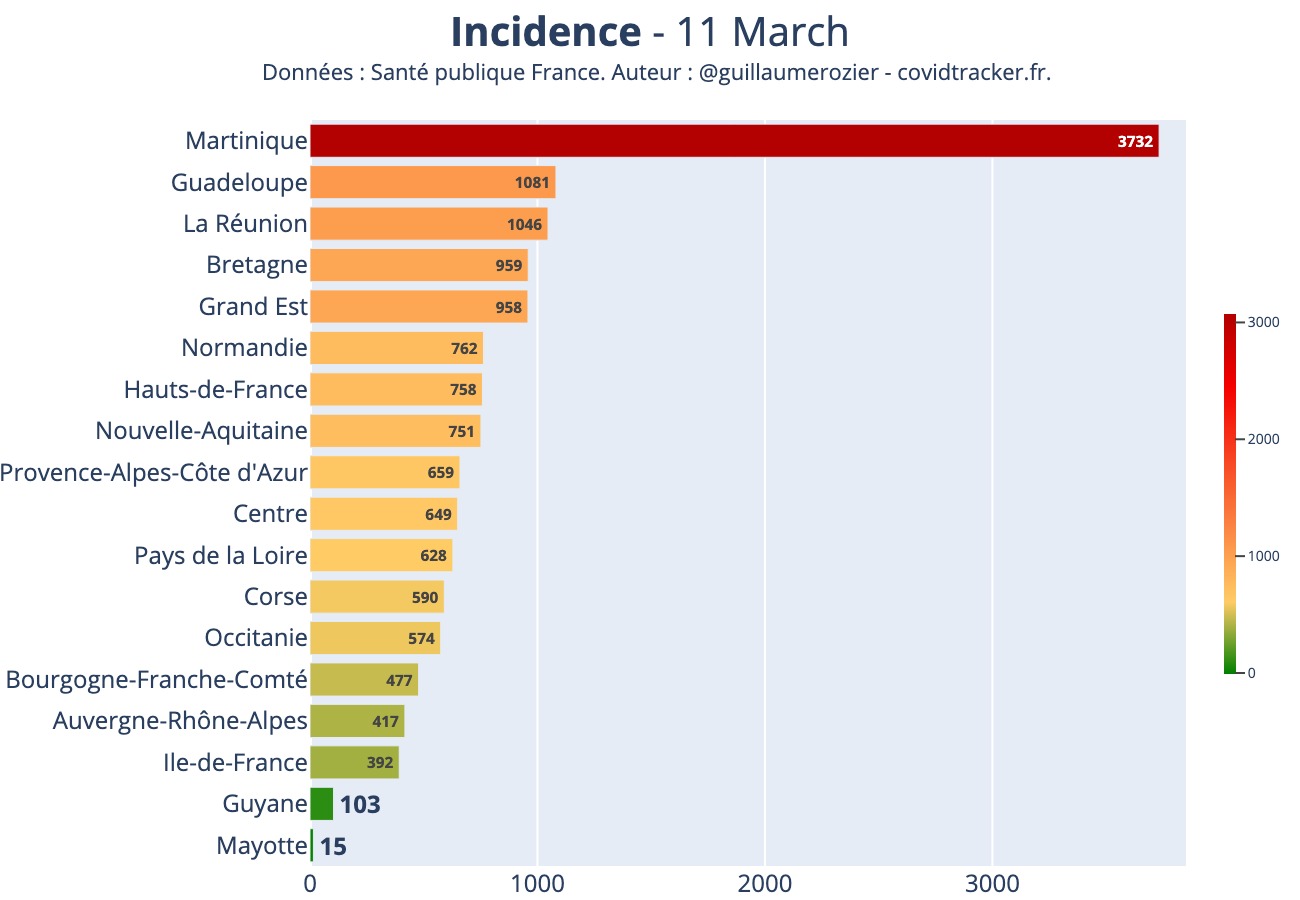 Incidence - 11 March
Données : Santé publique France. Auteur : @guillaumerozier - covidtracker.fr.
Martinique 3732
Guadeloupe 1081
La Réunion 1046
Bretagne 959
Grand Est 958
Normandie 762
Hauts-de-France 758
Nouvelle-Aquitaine 751
Provence-Alpes-Côte d'Azur 659
Centre 649
Pays de la Loire 628
Corse 590
Occitanie 574
Bourgogne-Franche-Comté 477
Auvergne-Rhône-Alpes 417
Ile-de-France 392
Guyane 103
Mayotte 15
0 1000 2000 3000
3000
2000
1000
0